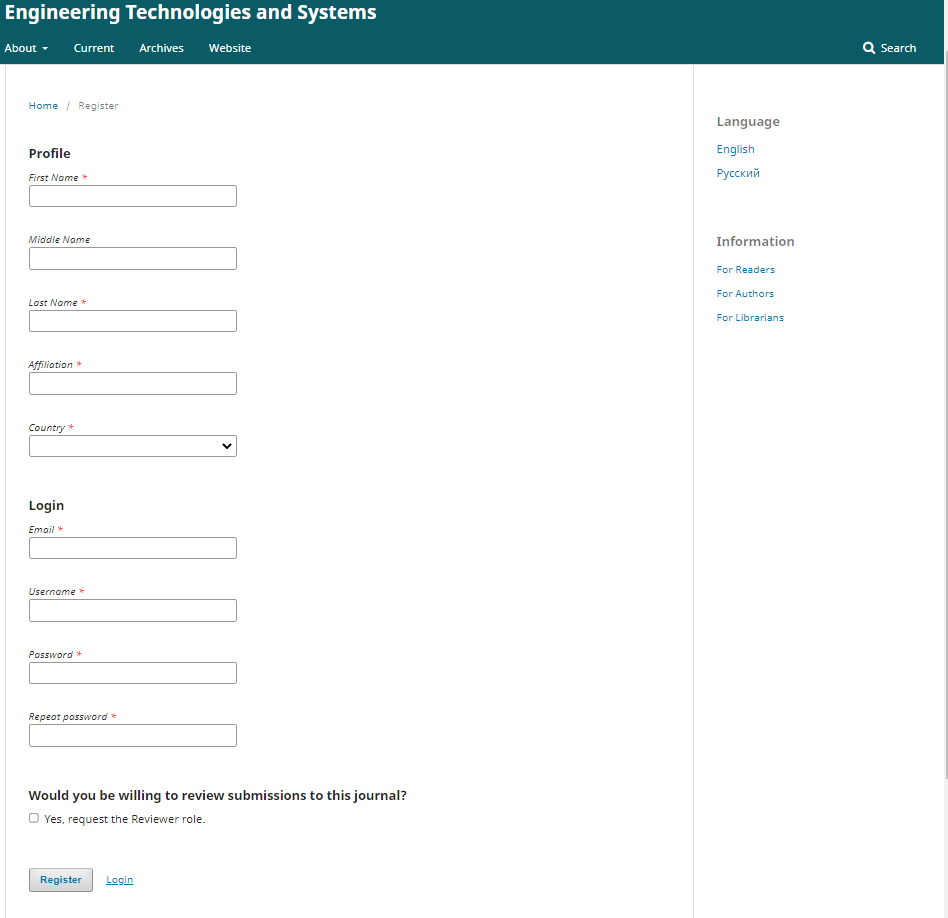 Engineering Technologies and Systems
About Current Archives Website Search
Home / Register
Profile
First Name *
Middle Name
Last Name *
Affiliation *
Country *
Login
Email *
Username *
Password *
Repeat password *
Would you be willing to review submissions to this journal?
Yes, request the Reviewer role.
Register Login
Language
English
Русский
Information
For Readers
For Authors
For Librarians